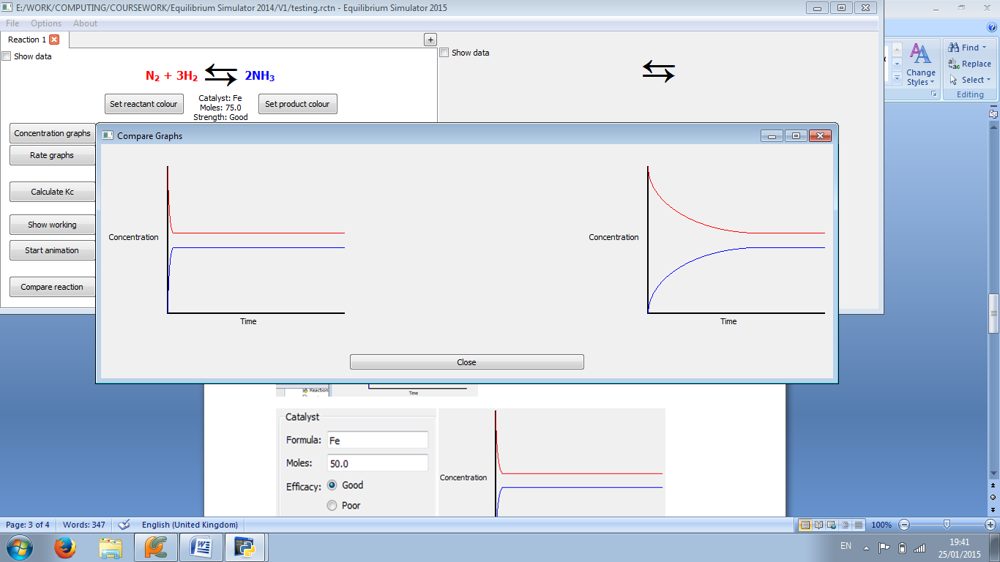 E:/WORK/COMPUTING/COURSEWORK/Equilibrium Simulator 2014/V1/testing.rctn - Equilibrium Simulator 2015
File Options About
Reaction 1
+
Show data
Show data
N₂ + 3H₂ ⇄ 2NH₃
⇄
Set reactant colour
Catalyst: Fe
Moles: 75.0
Strength: Good
Set product colour
Concentration graphs
Rate graphs
Calculate Kc
Show working
Start animation
Compare reaction
Compare Graphs
Concentration
Time
Concentration
Time
Close
Find
Replace
Select
Editing
Change
Styles
Reaction
Time
Catalyst
Formula: Fe
Moles: 50.0
Efficacy: Good
Poor
Concentration
Page: 3 of 4 Words: 347 English (United Kingdom) 100%
EN
19:41
25/01/2015